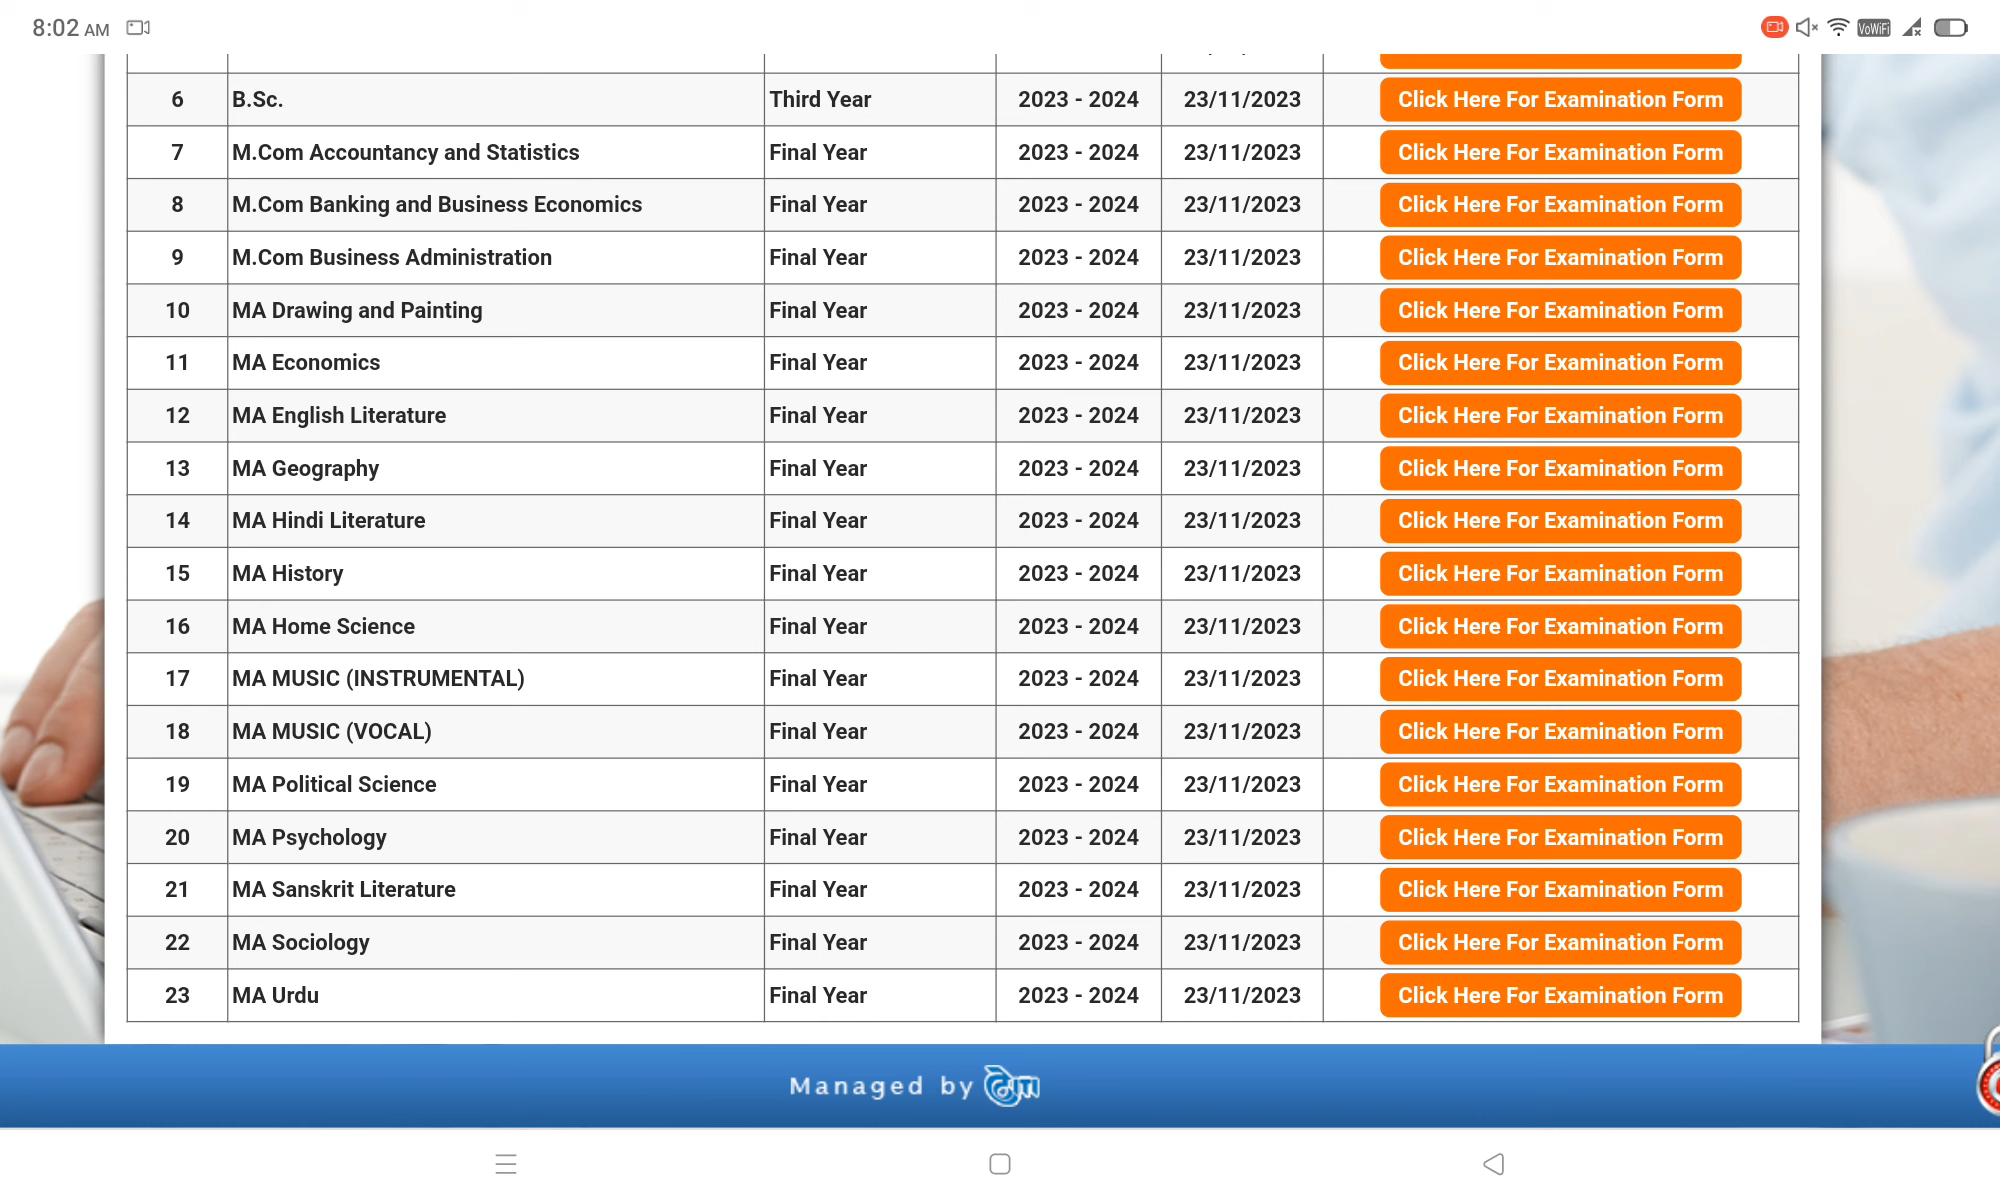 8:02 AM
VoWiFi
6 B.Sc. Third Year 2023 - 2024 23/11/2023 Click Here For Examination Form
7 M.Com Accountancy and Statistics Final Year 2023 - 2024 23/11/2023 Click Here For Examination Form
8 M.Com Banking and Business Economics Final Year 2023 - 2024 23/11/2023 Click Here For Examination Form
9 M.Com Business Administration Final Year 2023 - 2024 23/11/2023 Click Here For Examination Form
10 MA Drawing and Painting Final Year 2023 - 2024 23/11/2023 Click Here For Examination Form
11 MA Economics Final Year 2023 - 2024 23/11/2023 Click Here For Examination Form
12 MA English Literature Final Year 2023 - 2024 23/11/2023 Click Here For Examination Form
13 MA Geography Final Year 2023 - 2024 23/11/2023 Click Here For Examination Form
14 MA Hindi Literature Final Year 2023 - 2024 23/11/2023 Click Here For Examination Form
15 MA History Final Year 2023 - 2024 23/11/2023 Click Here For Examination Form
16 MA Home Science Final Year 2023 - 2024 23/11/2023 Click Here For Examination Form
17 MA MUSIC (INSTRUMENTAL) Final Year 2023 - 2024 23/11/2023 Click Here For Examination Form
18 MA MUSIC (VOCAL) Final Year 2023 - 2024 23/11/2023 Click Here For Examination Form
19 MA Political Science Final Year 2023 - 2024 23/11/2023 Click Here For Examination Form
20 MA Psychology Final Year 2023 - 2024 23/11/2023 Click Here For Examination Form
21 MA Sanskrit Literature Final Year 2023 - 2024 23/11/2023 Click Here For Examination Form
22 MA Sociology Final Year 2023 - 2024 23/11/2023 Click Here For Examination Form
23 MA Urdu Final Year 2023 - 2024 23/11/2023 Click Here For Examination Form
Managed by